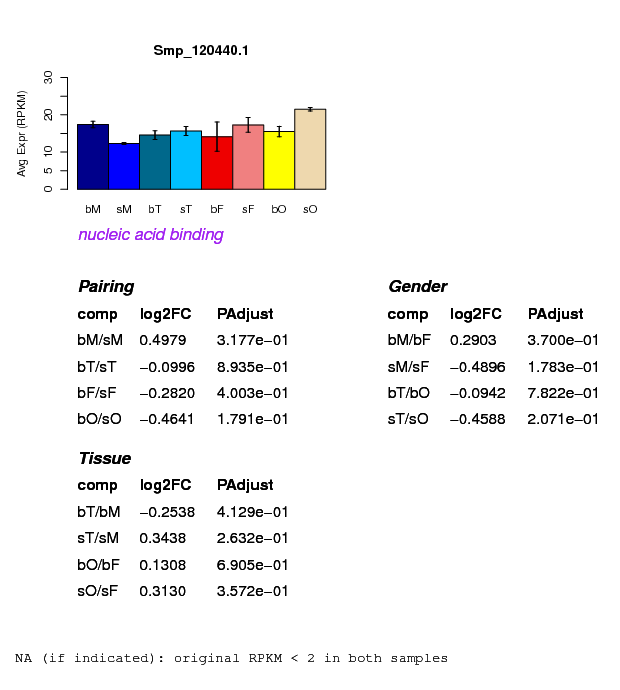 Smp_120440.1
Avg Expr (RPKM)
0 5 10 20 30
bM sM bT sT bF sF bO sO
nucleic acid binding
Pairing
comp log2FC PAdjust
bM/sM 0.4979 3.177e−01
bT/sT −0.0996 8.935e−01
bF/sF −0.2820 4.003e−01
bO/sO −0.4641 1.791e−01
Gender
comp log2FC PAdjust
bM/bF 0.2903 3.700e−01
sM/sF −0.4896 1.783e−01
bT/bO −0.0942 7.822e−01
sT/sO −0.4588 2.071e−01
Tissue
comp log2FC PAdjust
bT/bM −0.2538 4.129e−01
sT/sM 0.3438 2.632e−01
bO/bF 0.1308 6.905e−01
sO/sF 0.3130 3.572e−01
NA (if indicated): original RPKM < 2 in both samples